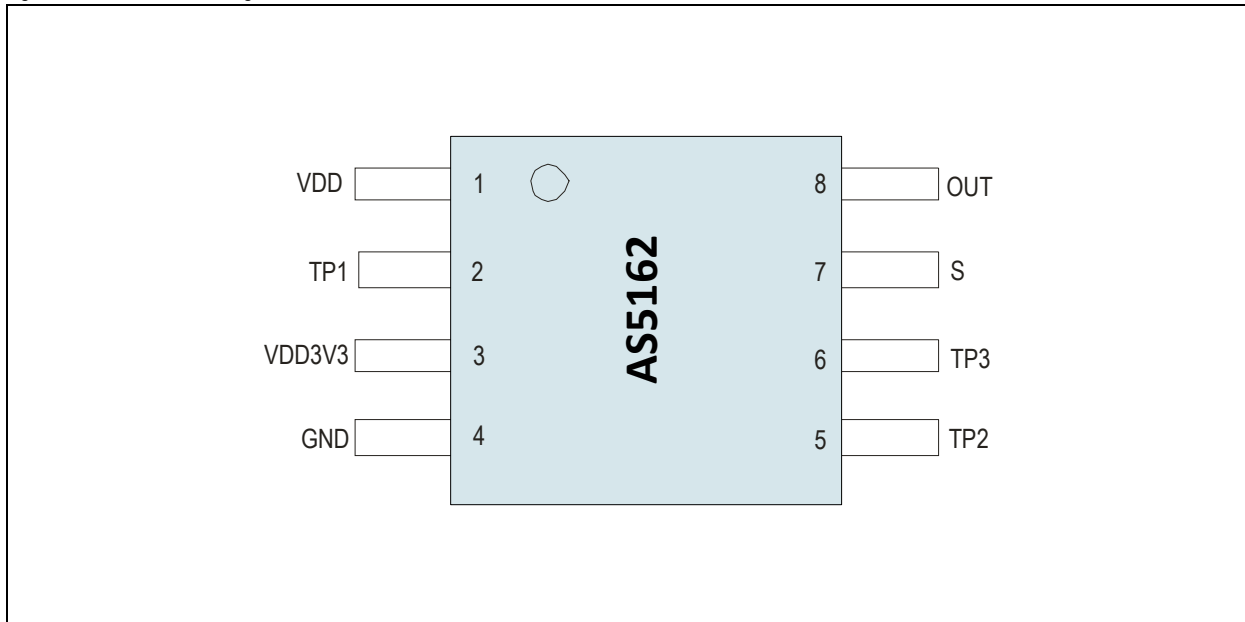 VDD 1 8 OUT
TP1 2 7 S
VDD3V3 3 6 TP3
GND 4 5 TP2
AS5162